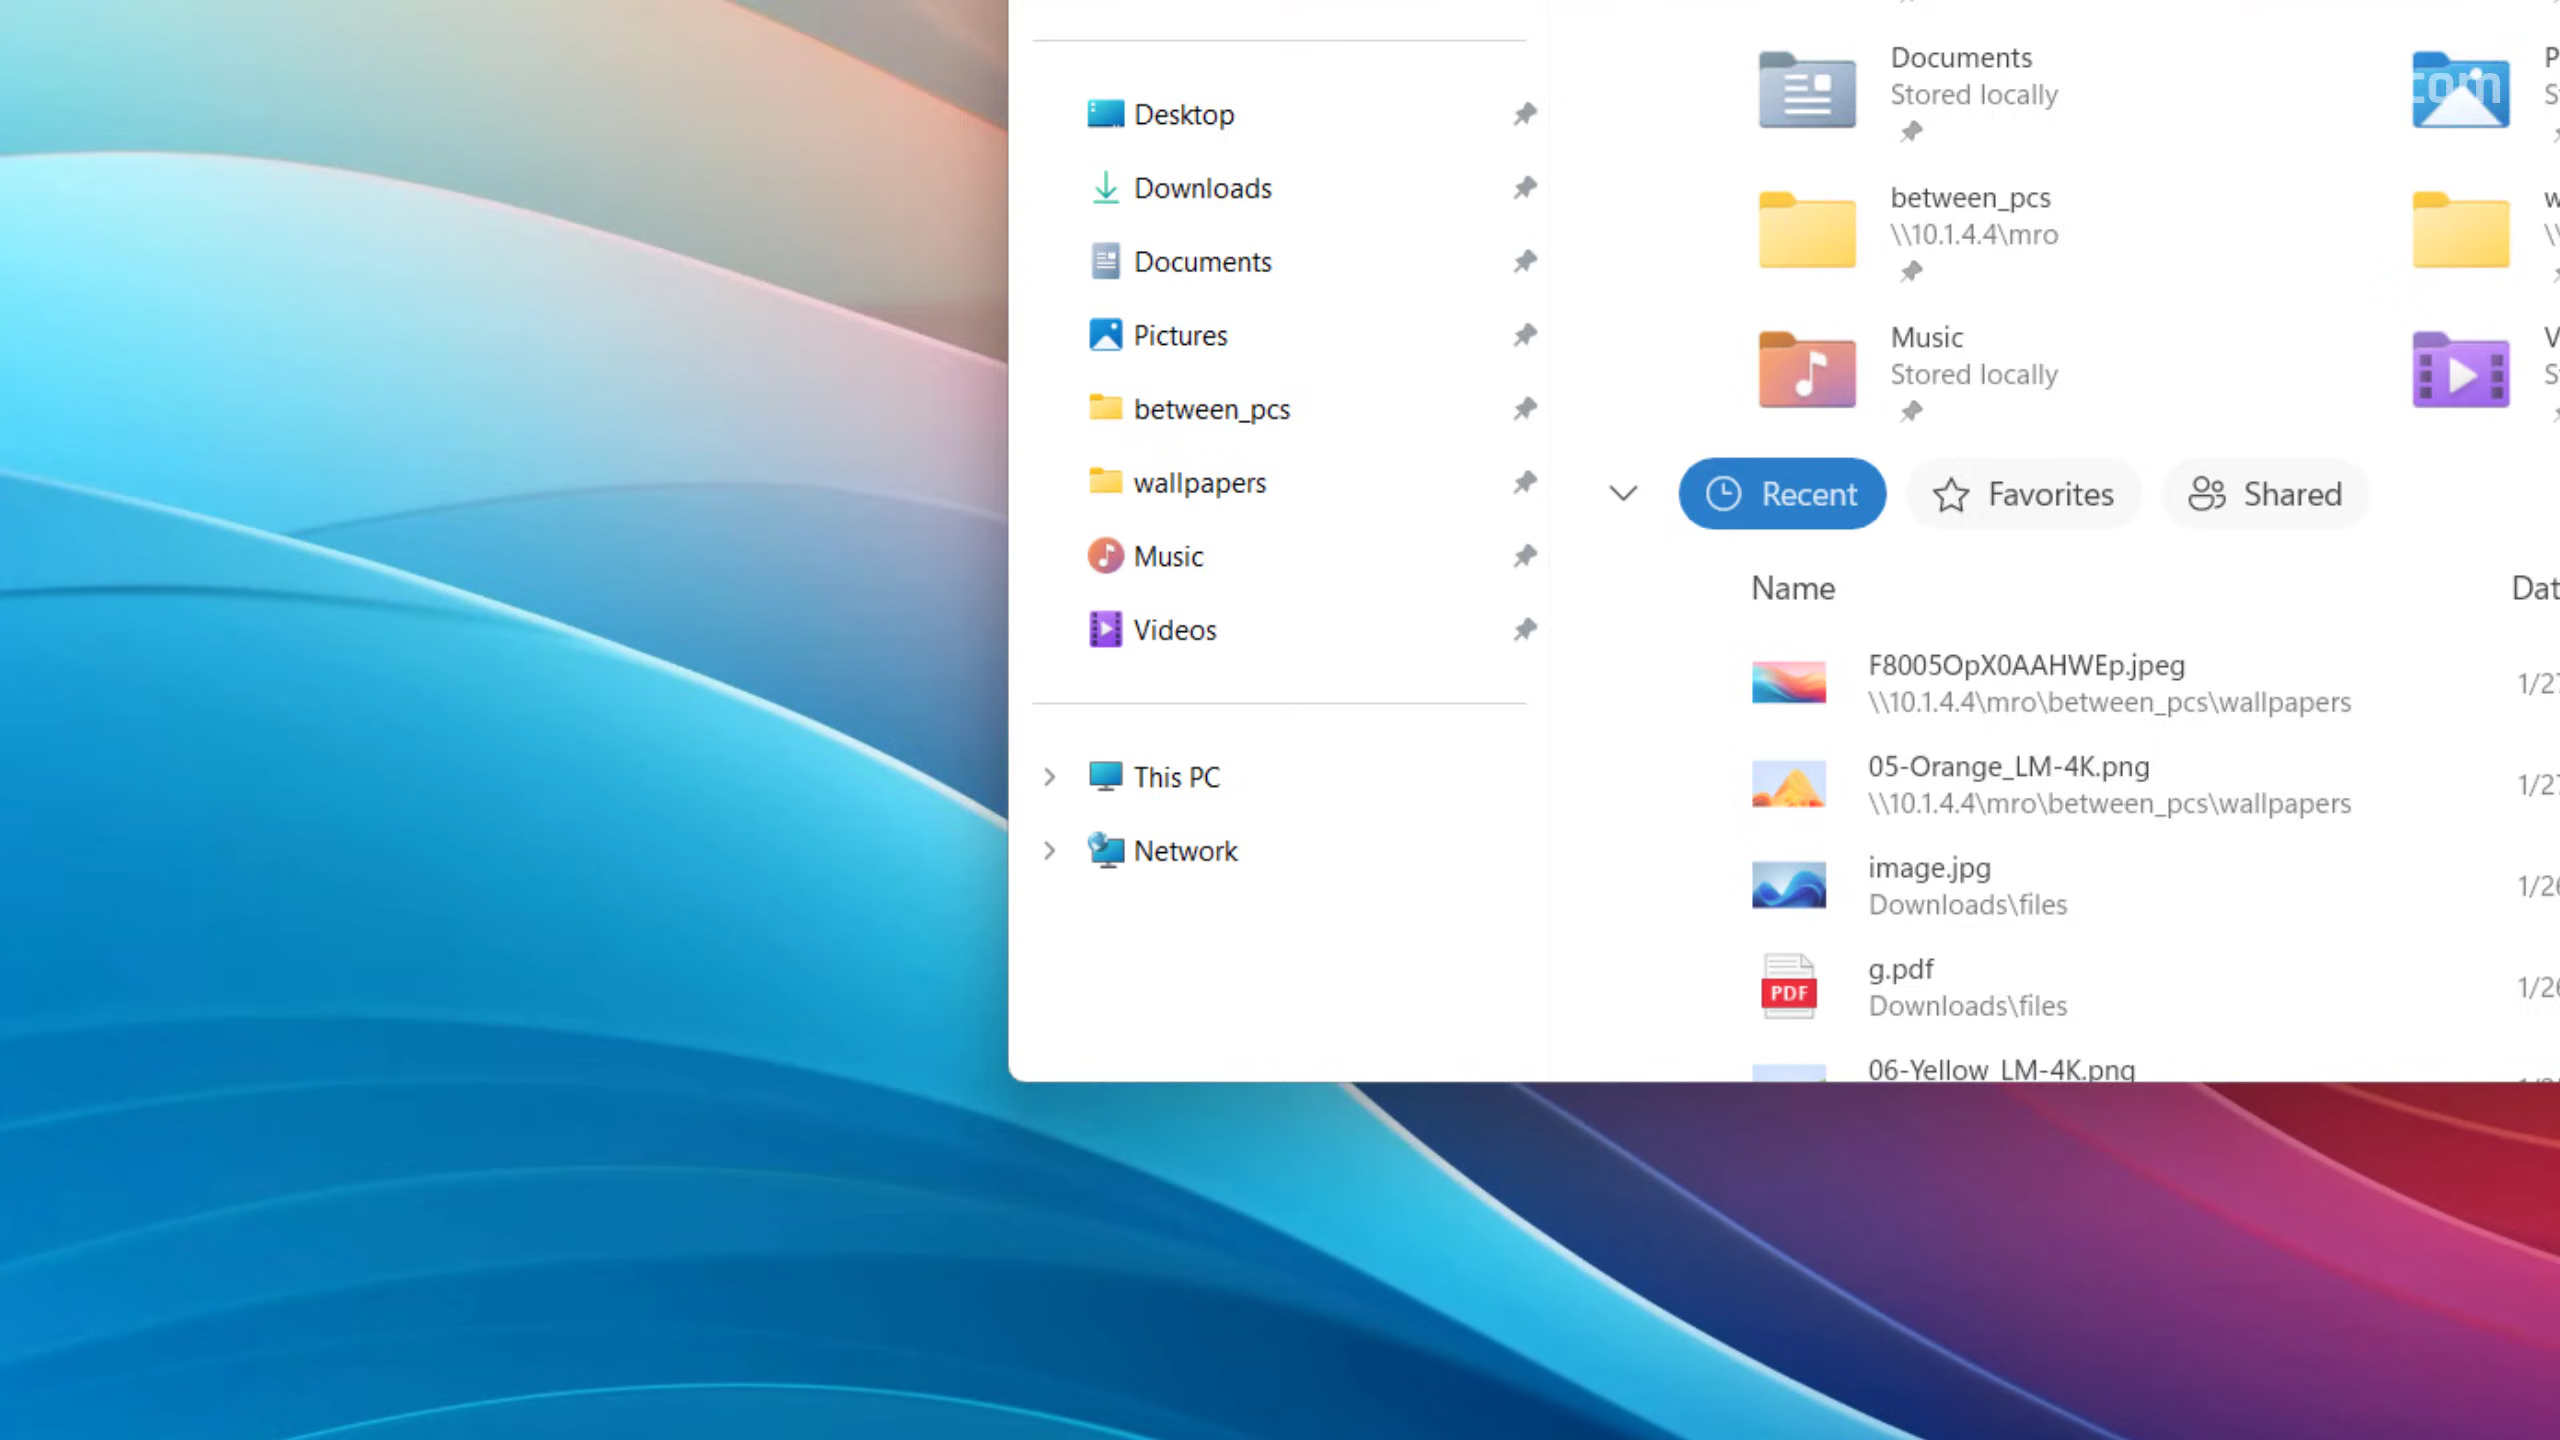 Desktop
Downloads
Documents
Pictures
between_pcs
wallpapers
Music
Videos
This PC
Network
Documents
Stored locally
.com
between_pcs
\\10.1.4.4\mro
Music
Stored locally
Recent Favorites Shared
Name
F8005OpX0AAHWEp.jpeg
\\10.1.4.4\mro\between_pcs\wallpapers
05-Orange_LM-4K.png
\\10.1.4.4\mro\between_pcs\wallpapers
image.jpg
Downloads\files
g.pdf
PDF
Downloads\files
06-Yellow_LM-4K.png